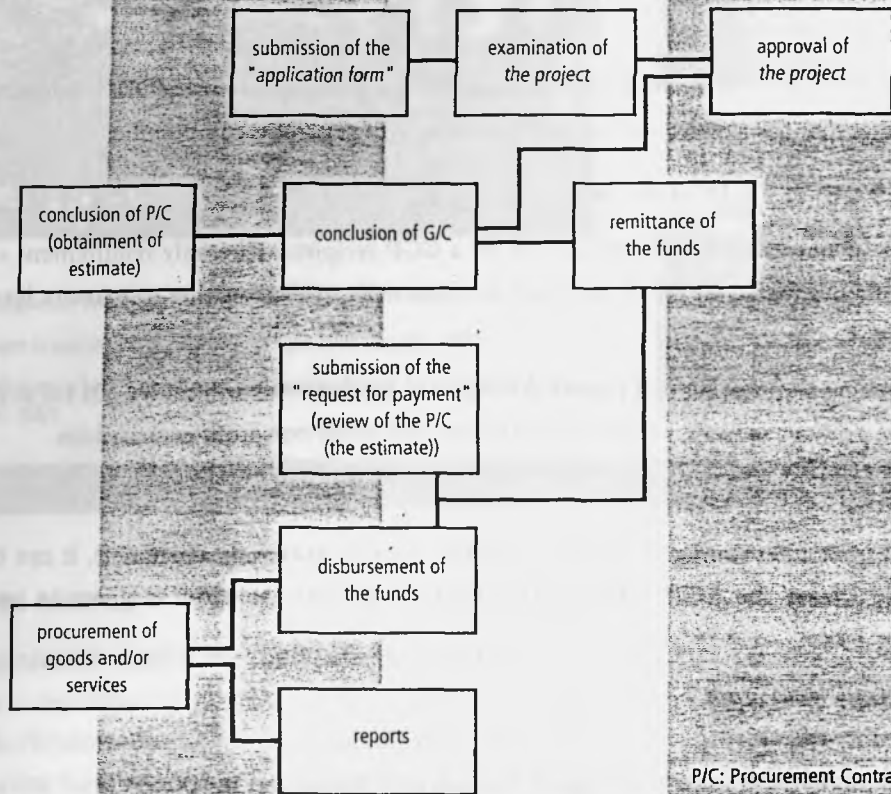 submission of the
"application form"
examination of
the project
approval of
the project
conclusion of P/C
(obtainment of
estimate)
conclusion of G/C
remittance of
the funds
submission of the
"request for payment"
(review of the P/C
(the estimate))
disbursement of
the funds
procurement of
goods and/or
services
reports
P/C: Procurement Contra